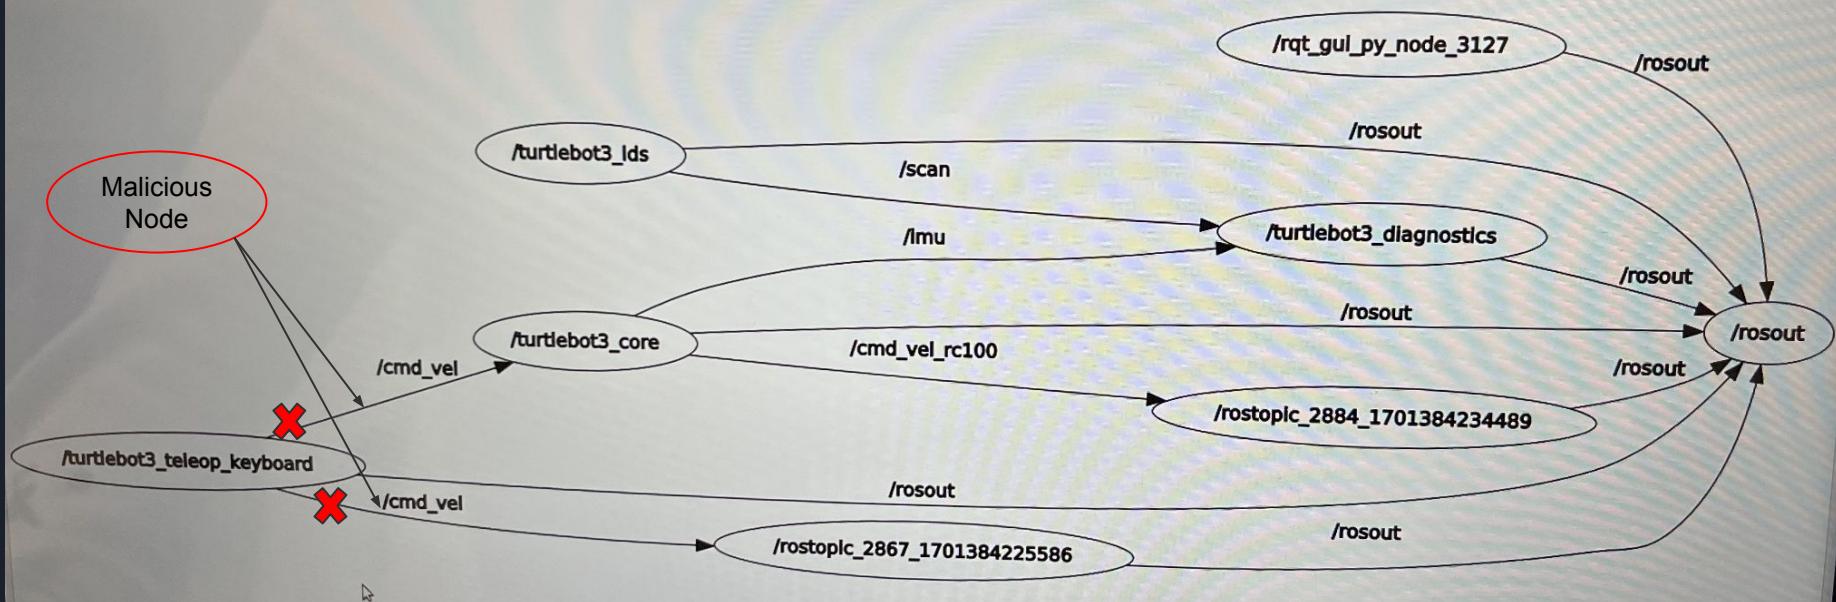 /rqt_gui_py_node_3127
/rosout
/rosout
/turtlebot3_lds
/scan
Malicious
Node
/imu
/turtlebot3_diagnostics
/rosout
/rosout
/rosout
/turtlebot3_core
/cmd_vel_rc100
/cmd_vel
/rosout
/rostopic_2884_1701384234489
/turtlebot3_teleop_keyboard
/rosout
/cmd_vel
/rosout
/rostopic_2867_1701384225586